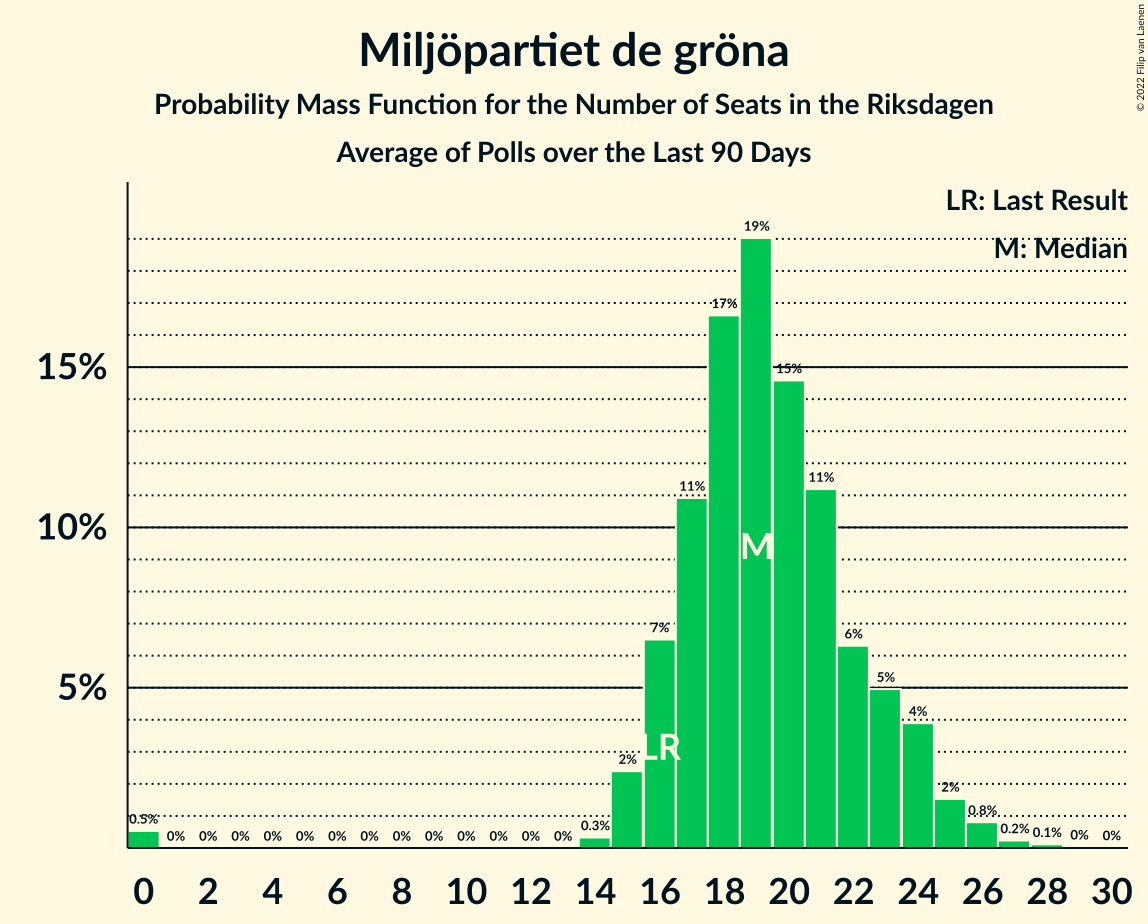 Miljöpartiet de gröna
Probability Mass Function for the Number of Seats in the Riksdagen
Average of Polls over the Last 90 Days
© 2022 Filip van Laenen
LR: Last Result
M: Median
15%
10%
5%
0.5% 0% 0% 0% 0% 0% 0% 0% 0% 0% 0% 0% 0% 0% 0.3% 2% 7% 11% 17% 19% 15% 11% 6% 5% 4% 2% 0.8% 0.2% 0.1% 0% 0%
M
LR
0 2 4 6 8 10 12 14 16 18 20 22 24 26 28 30